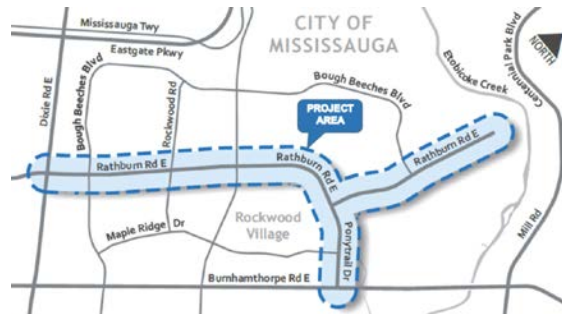 Mississauga Twy
CITY OF
MISSISSAUGA
Eastgate Pkwy
Bough Beeches Blvd
Rockwood Rd
Dixie Rd E
Bough Beeches Blvd
Etobicoke Creek
Centennial Park Blvd
NORTH
PROJECT
AREA
Rathburn Rd E
Rathburn Rd E
Rathburn Rd E
Rockwood
Village
Maple Ridge Dr
Ponytrail Dr
Mill Rd
Burnhamthorpe Rd E